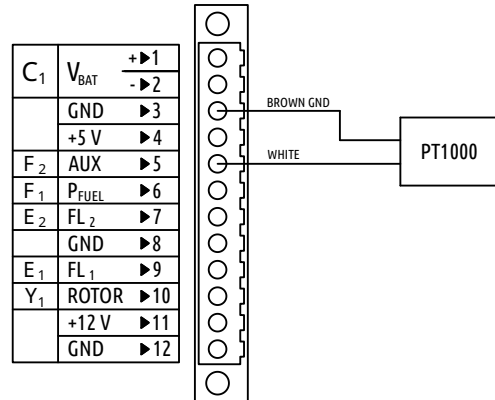 C1 VBAT +▶1
-▶2
GND ▶3
+5 V ▶4
F2 AUX ▶5
F1 PFUEL ▶6
E2 FL2 ▶7
GND ▶8
E1 FL1 ▶9
Y1 ROTOR ▶10
+12 V ▶11
GND ▶12
BROWN GND
WHITE
PT1000